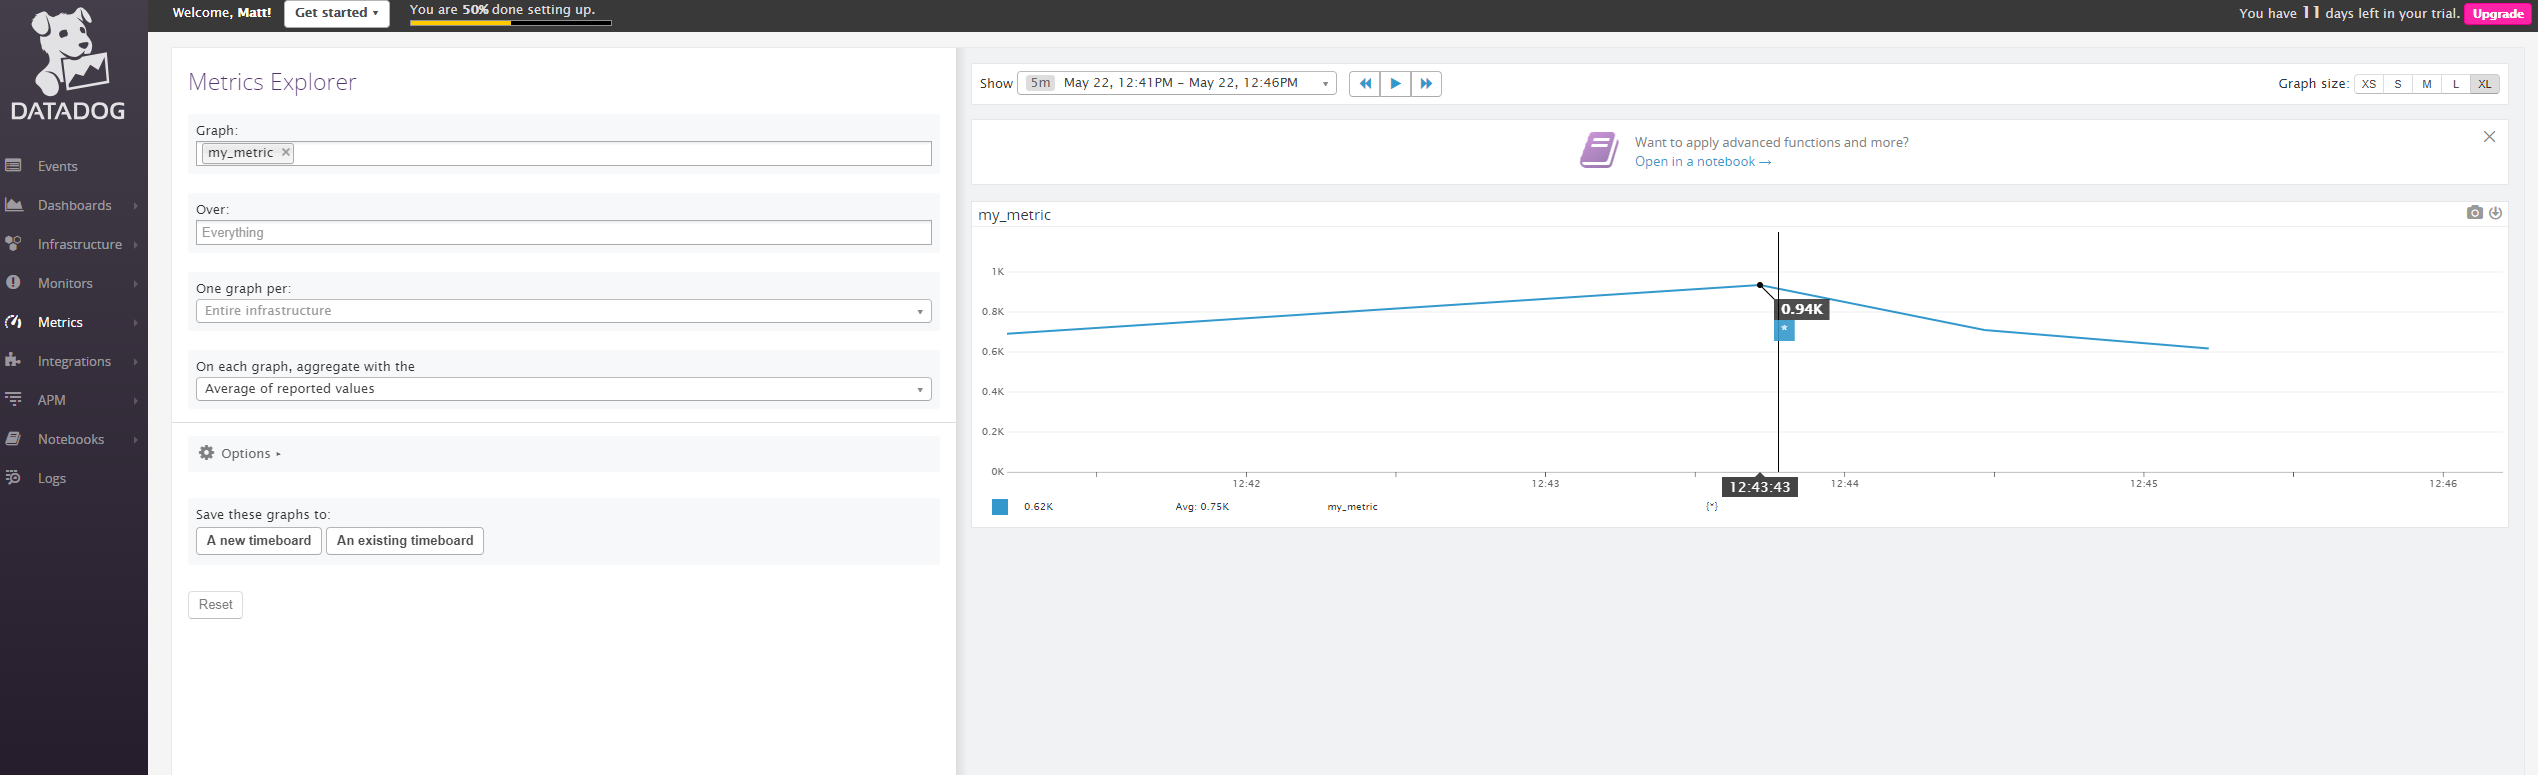 Welcome, Matt!
Get started
You are 50% done setting up.
You have 11 days left in your trial.
Upgrade
DATADOG
Events
Dashboards
Infrastructure
Monitors
Metrics
Integrations
APM
Notebooks
Logs
Metrics Explorer
Graph:
my_metric ×
Over:
Everything
One graph per:
Entire infrastructure
On each graph, aggregate with the
Average of reported values
Options
Save these graphs to:
A new timeboard
An existing timeboard
Reset
Show
5m May 22, 12:41PM - May 22, 12:46PM
Graph size:
XS S M L XL
Want to apply advanced functions and more?
Open in a notebook →
my_metric
1K
0.8K
0.6K
0.4K
0.2K
0K
0.94K
*
12:42 12:43 12:44 12:45 12:46
12:43:43
0.62K Avg: 0.75K my_metric {*}